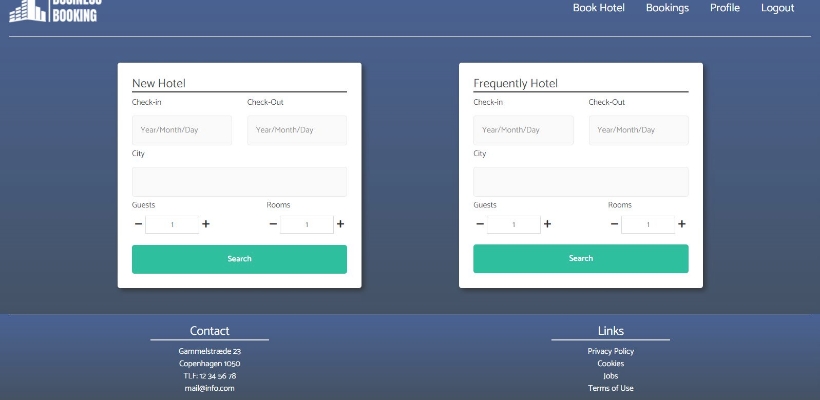 BUSINESS
BOOKING
Book Hotel Bookings Profile Logout
New Hotel
Check-in Check-Out
Year/Month/Day Year/Month/Day
City
Guests Rooms
− 1 + − 1 +
Search
Frequently Hotel
Check-in Check-Out
Year/Month/Day Year/Month/Day
City
Guests Rooms
− 1 + − 1 +
Search
Contact
Gammelstræde 23
Copenhagen 1050
TLF: 12 34 56 78
mail@info.com
Links
Privacy Policy
Cookies
Jobs
Terms of Use